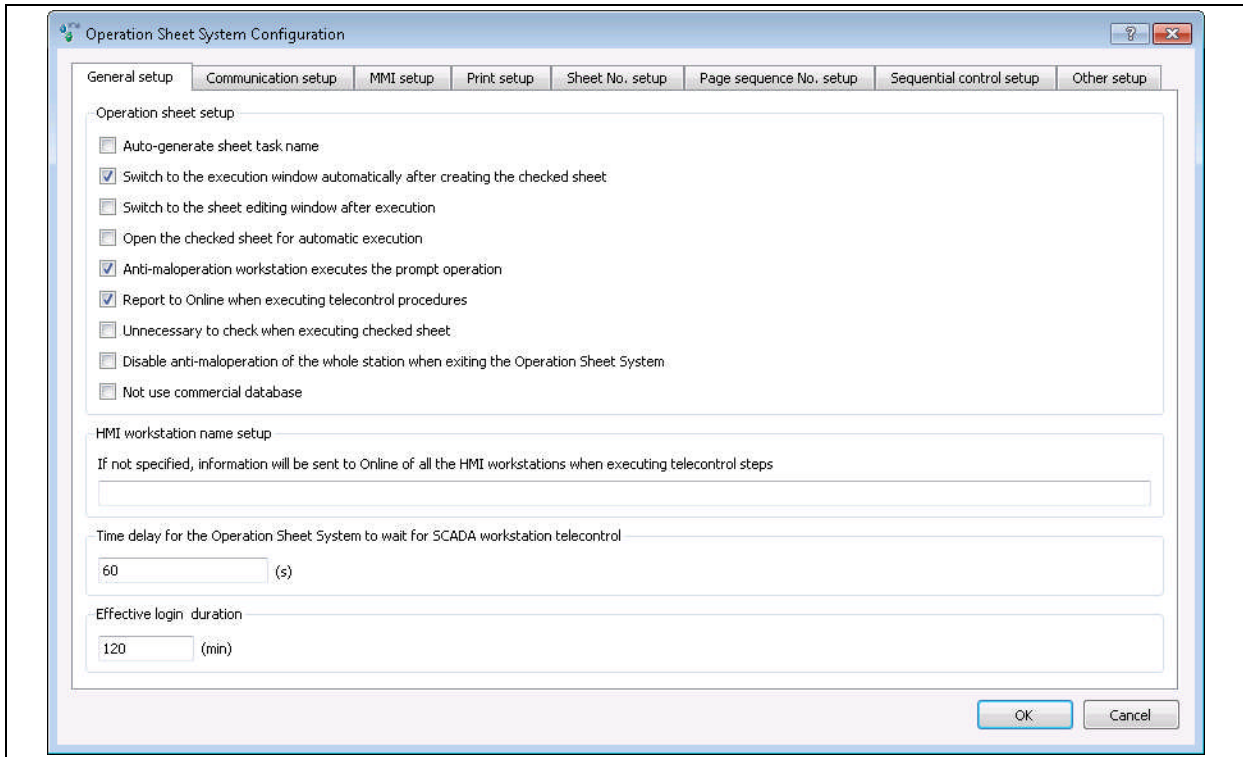 Operation Sheet System Configuration
General setup Communication setup MMI setup Print setup Sheet No. setup Page sequence No. setup Sequential control setup Other setup
Operation sheet setup
Auto-generate sheet task name
Switch to the execution window automatically after creating the checked sheet
Switch to the sheet editing window after execution
Open the checked sheet for automatic execution
Anti-maloperation workstation executes the prompt operation
Report to Online when executing telecontrol procedures
Unnecessary to check when executing checked sheet
Disable anti-maloperation of the whole station when exiting the Operation Sheet System
Not use commercial database
HMI workstation name setup
If not specified, information will be sent to Online of all the HMI workstations when executing telecontrol steps
Time delay for the Operation Sheet System to wait for SCADA workstation telecontrol
60 (s)
Effective login duration
120 (min)
OK Cancel